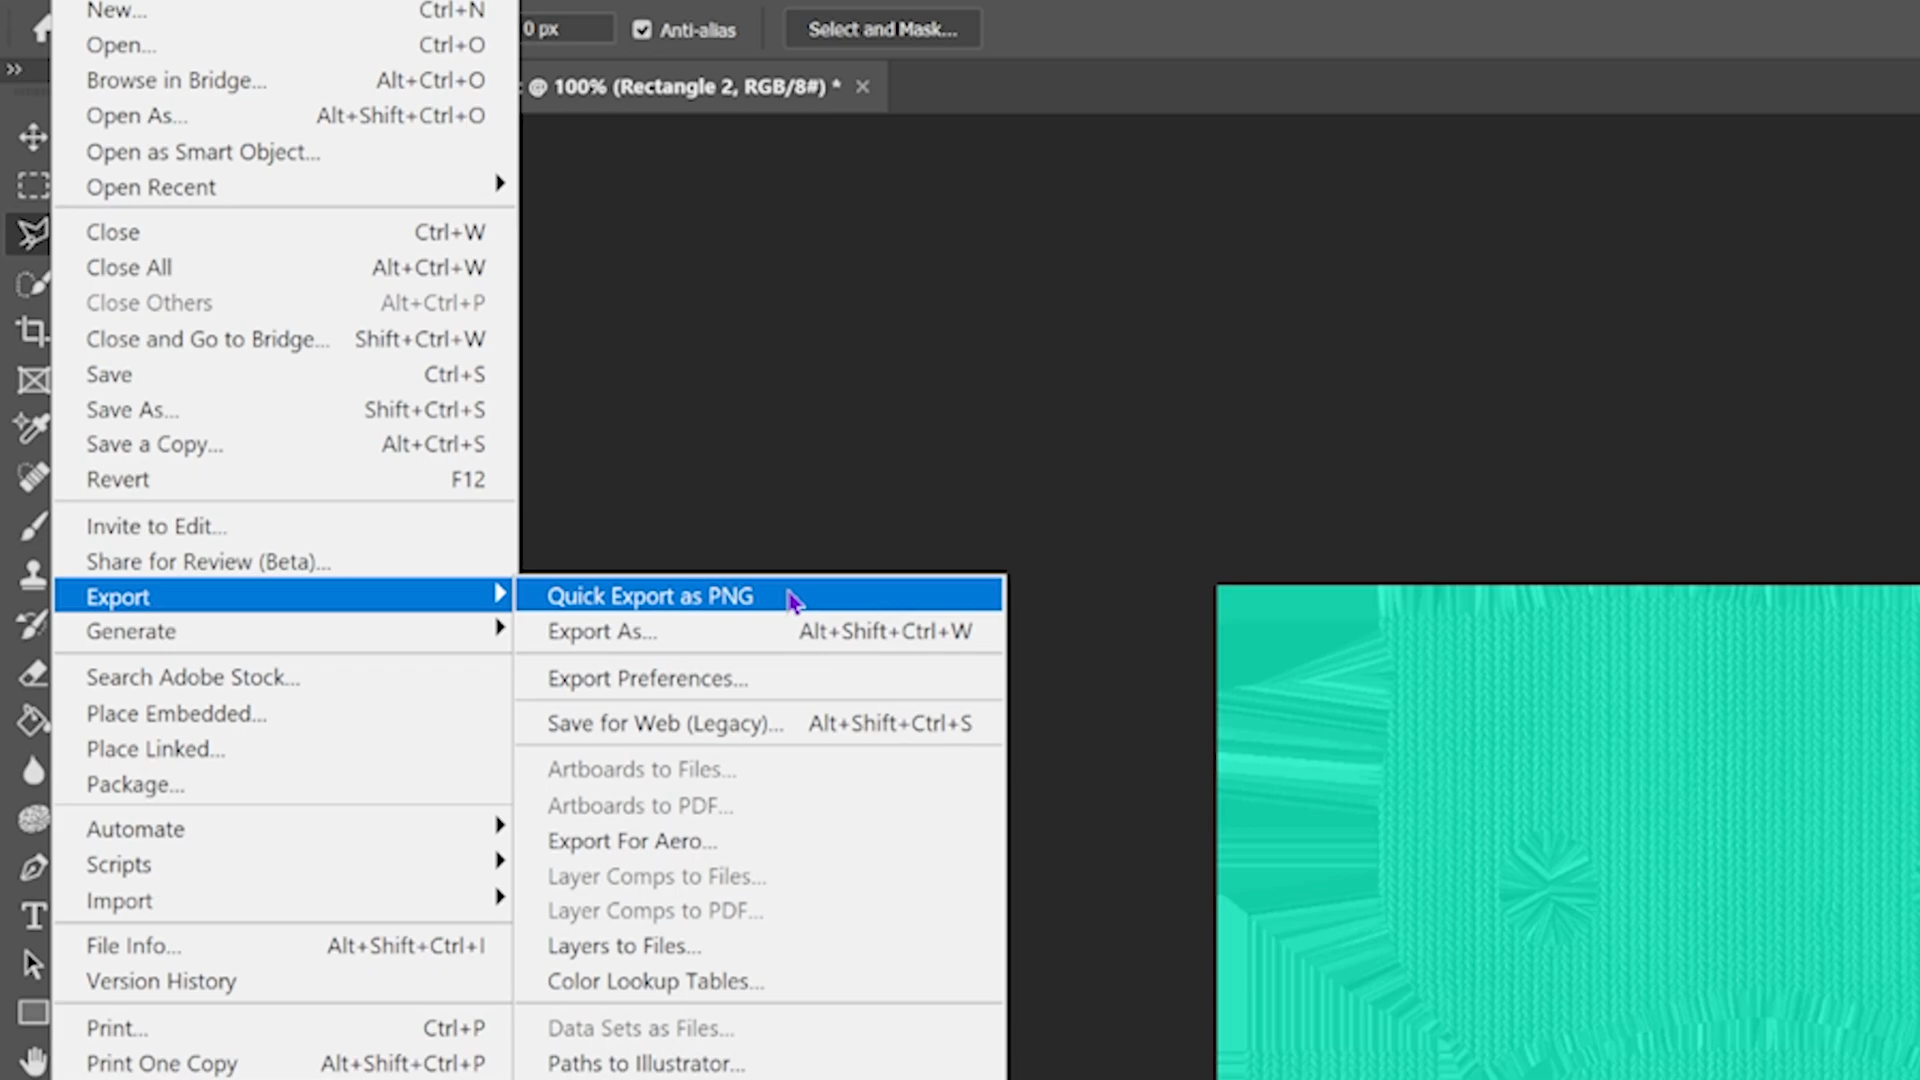 New... Ctrl+N
0 px Anti-alias Select and Mask...
Open... Ctrl+O
Browse in Bridge... Alt+Ctrl+O
@ 100% (Rectangle 2, RGB/8#) * ×
Open As... Alt+Shift+Ctrl+O
Open as Smart Object...
Open Recent
Close Ctrl+W
Close All Alt+Ctrl+W
Close Others Alt+Ctrl+P
Close and Go to Bridge... Shift+Ctrl+W
Save Ctrl+S
Save As... Shift+Ctrl+S
Save a Copy... Alt+Ctrl+S
Revert F12
Invite to Edit...
Share for Review (Beta)...
Export
Generate
Search Adobe Stock...
Place Embedded...
Place Linked...
Package...
Automate
Scripts
Import
File Info... Alt+Shift+Ctrl+I
Version History
Print... Ctrl+P
Print One Copy Alt+Shift+Ctrl+P
Quick Export as PNG
Export As... Alt+Shift+Ctrl+W
Export Preferences...
Save for Web (Legacy)... Alt+Shift+Ctrl+S
Artboards to Files...
Artboards to PDF...
Export For Aero...
Layer Comps to Files...
Layer Comps to PDF...
Layers to Files...
Color Lookup Tables...
Data Sets as Files...
Paths to Illustrator...